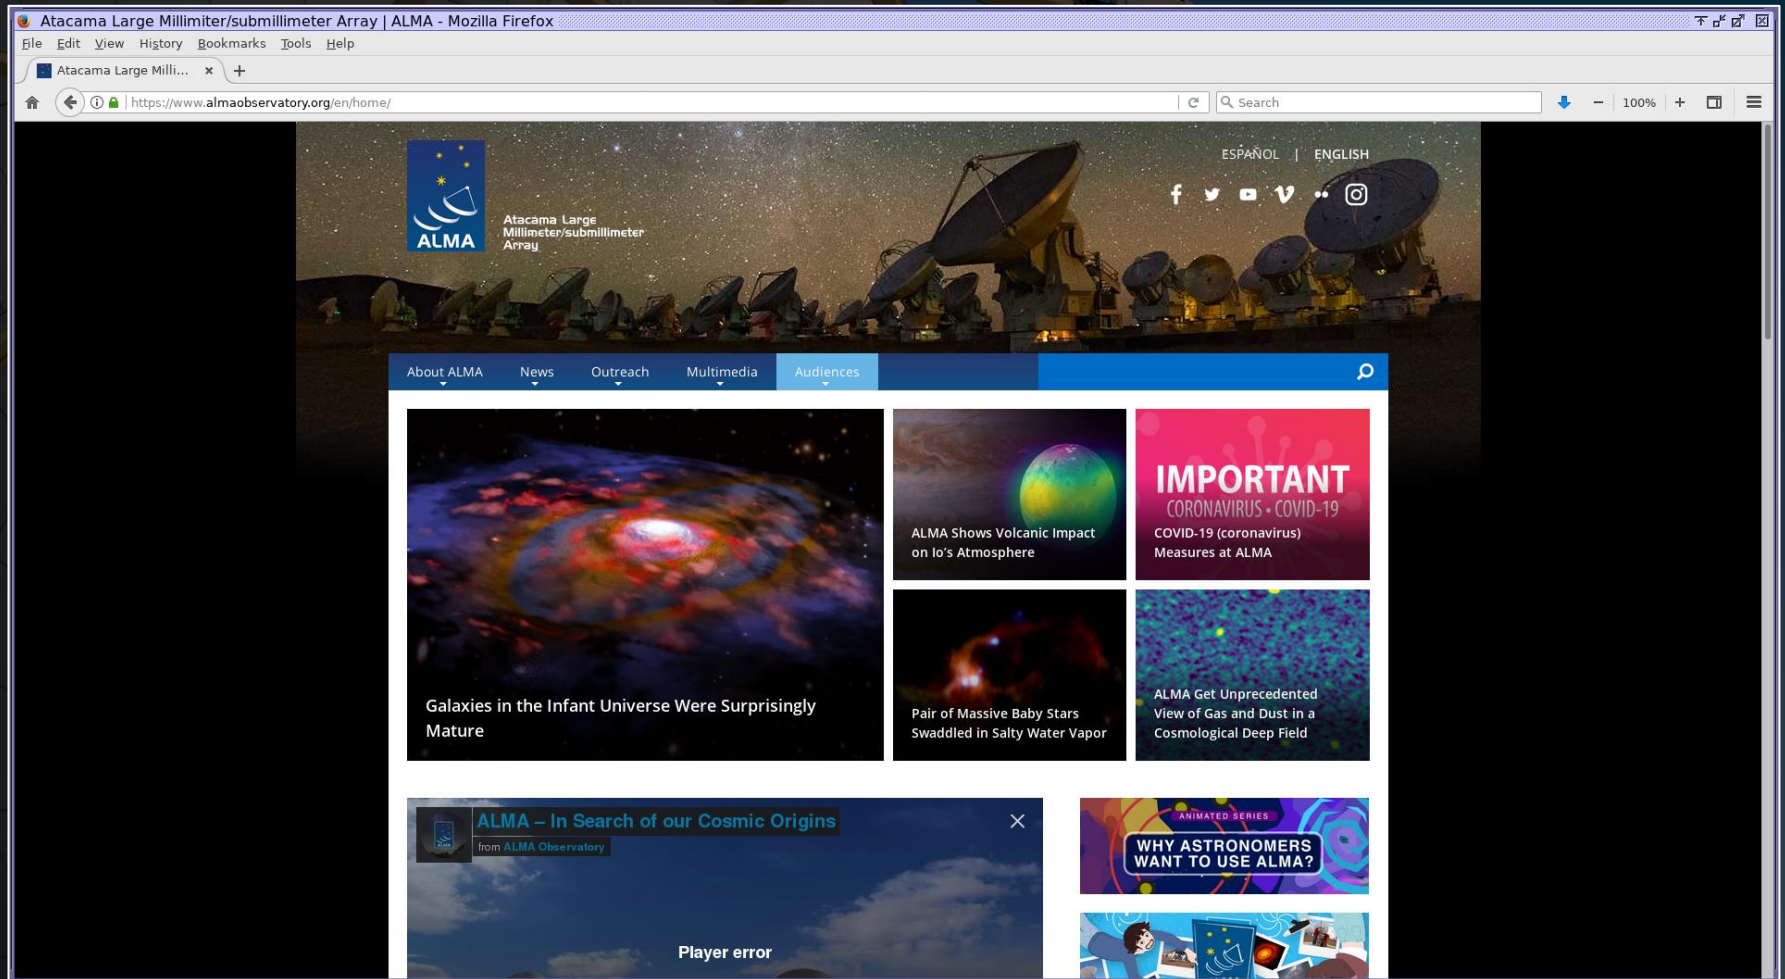 Atacama Large Millimiter/submillimeter Array | ALMA - Mozilla Firefox
File Edit View History Bookmarks Tools Help
Atacama Large Milli...
https://www.almaobservatory.org/en/home/
Search
100%
ESPAÑOL | ENGLISH
ALMA
Atacama Large
Millimeter/submillimeter
Array
About ALMA News Outreach Multimedia Audiences
Galaxies in the Infant Universe Were Surprisingly
Mature
ALMA Shows Volcanic Impact
on Io's Atmosphere
IMPORTANT
CORONAVIRUS • COVID-19
COVID-19 (coronavirus)
Measures at ALMA
Pair of Massive Baby Stars
Swaddled in Salty Water Vapor
ALMA Get Unprecedented
View of Gas and Dust in a
Cosmological Deep Field
ALMA – In Search of our Cosmic Origins
from ALMA Observatory
Player error
ANIMATED SERIES
WHY ASTRONOMERS
WANT TO USE ALMA?